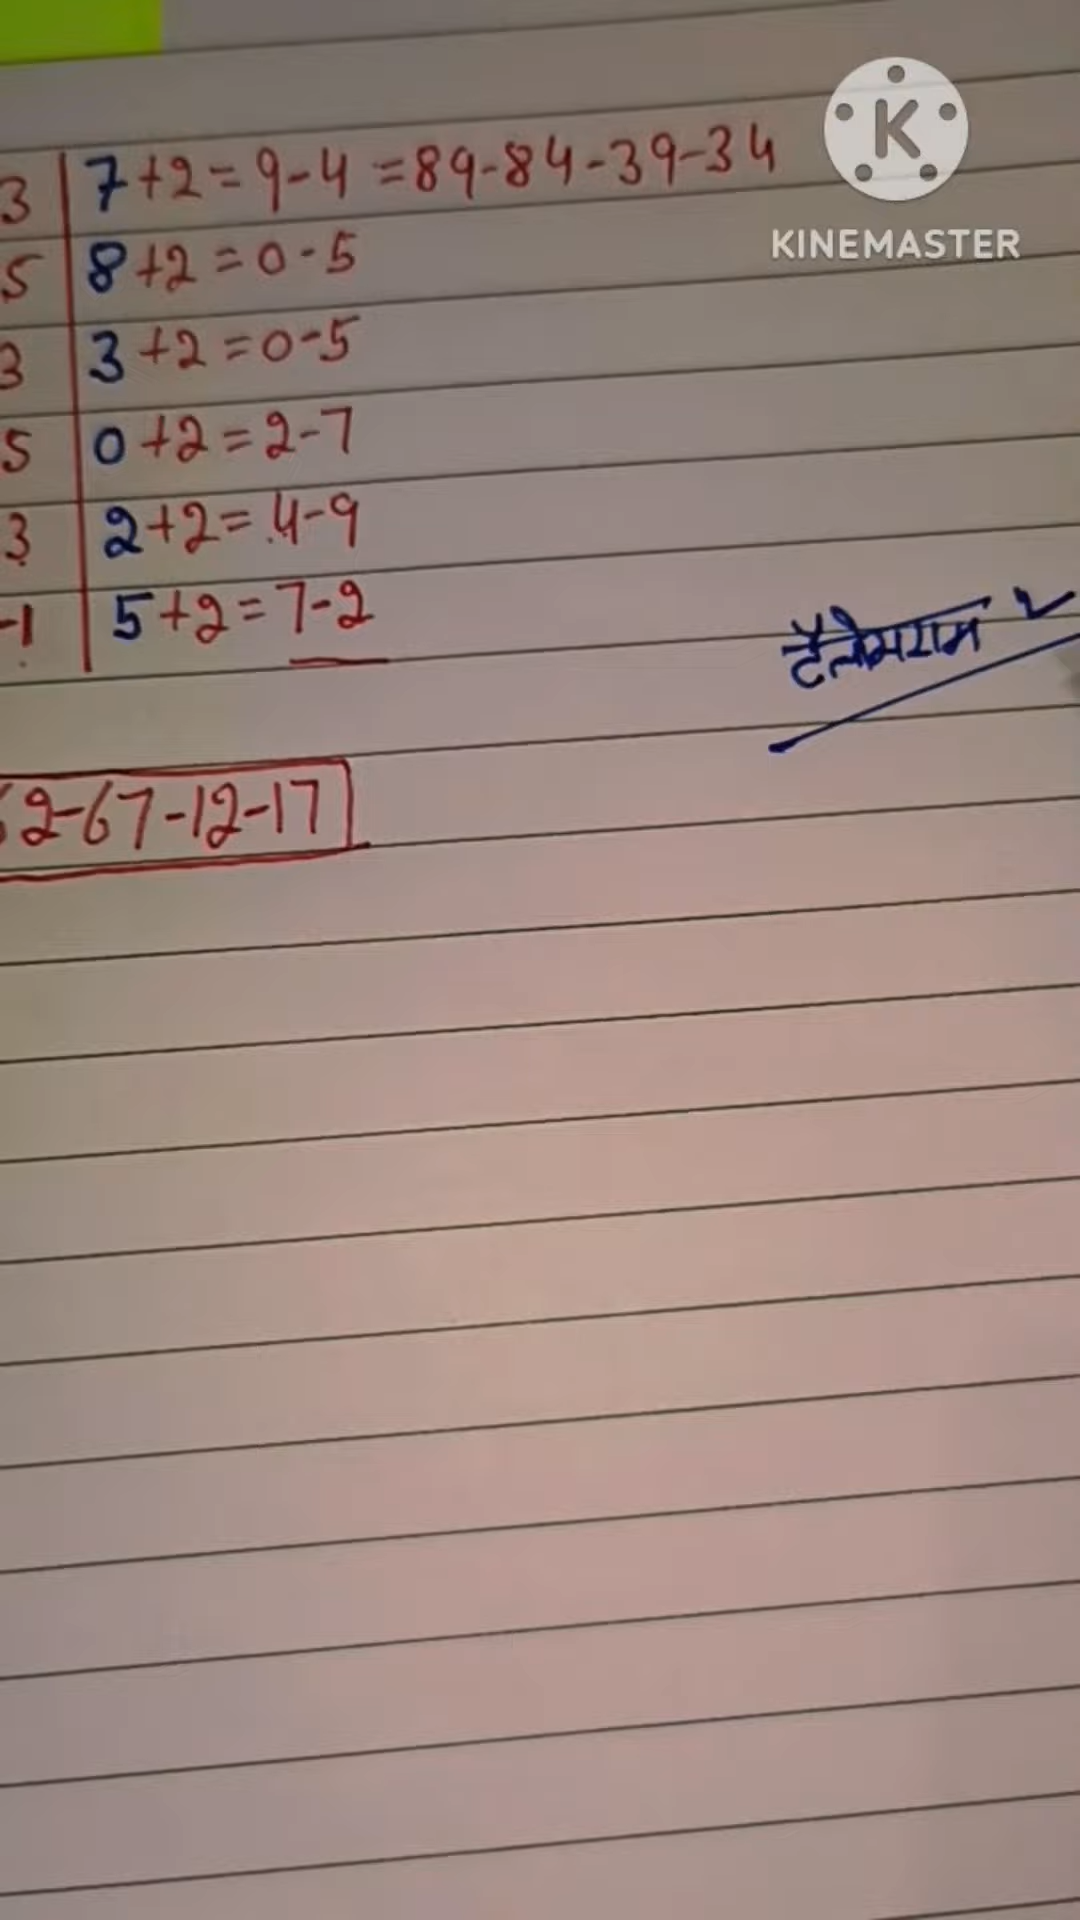 KINEMASTER
3 | 7+2=9-4 =89-84-39-34
5 | 8+2=0-5
3 | 3+2=0-5
5 | 0+2=2-7
3 | 2+2=4-9
-1 | 5+2=7-2
टैलीगराम
62-67-12-17